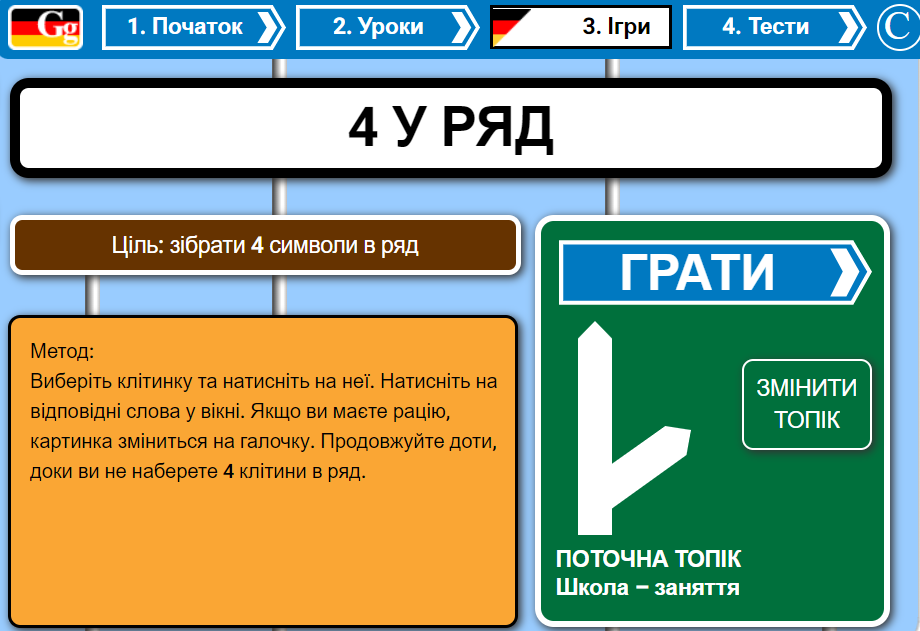 Gg
1. Початок
2. Уроки
3. Ігри
4. Тести
C
4 У РЯД
Ціль: зібрати 4 символи в ряд
Метод:
Виберіть клітинку та натисніть на неї. Натисніть на
відповідні слова у вікні. Якщо ви маєте рацію,
картинка зміниться на галочку. Продовжуйте доти,
доки ви не наберете 4 клітини в ряд.
ГРАТИ
ЗМІНИТИ
ТОПІК
ПОТОЧНА ТОПІК
Школа – заняття